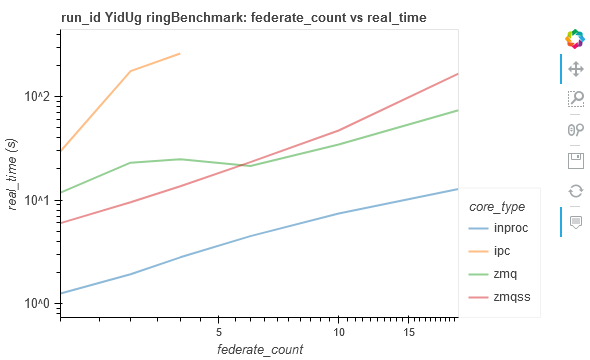 run_id YidUg ringBenchmark: federate_count vs real_time
10^2
10^1
10^0
real_time (s)
5
10
15
federate_count
core_type
inproc
ipc
zmq
zmqss